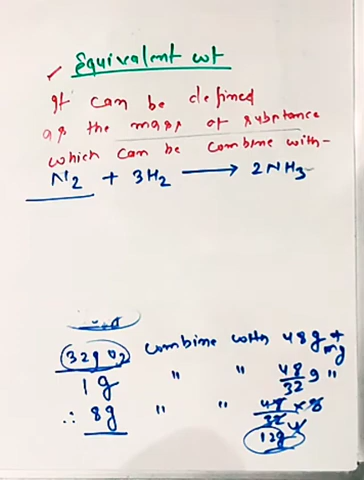 Equivalent wt
It can be defined
as the mass of substance
which can be combine with-
N2 + 3H2 → 2NH3
32g O2 combine with 48g of
mg
1g " " 48/32 g "
∴ 8g " " 48/32 × 8
12g